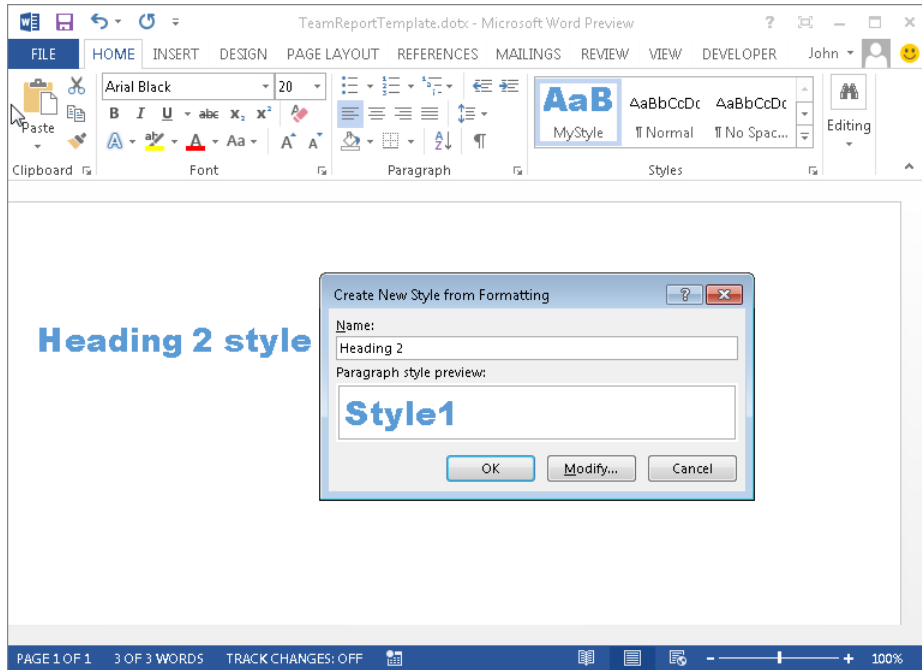 TeamReportTemplate.dotx - Microsoft Word Preview
FILE HOME INSERT DESIGN PAGE LAYOUT REFERENCES MAILINGS REVIEW VIEW DEVELOPER John
Paste
Arial Black 20
B I U abc X₂ X²
A aby A Aa A A
AaB AaBbCcDc AaBbCcDc
MyStyle ¶ Normal ¶ No Spac...
Editing
Clipboard Font Paragraph Styles
Heading 2 style
Create New Style from Formatting
Name:
Heading 2
Paragraph style preview:
Style1
OK Modify... Cancel
PAGE 1 OF 1 3 OF 3 WORDS TRACK CHANGES: OFF 100%